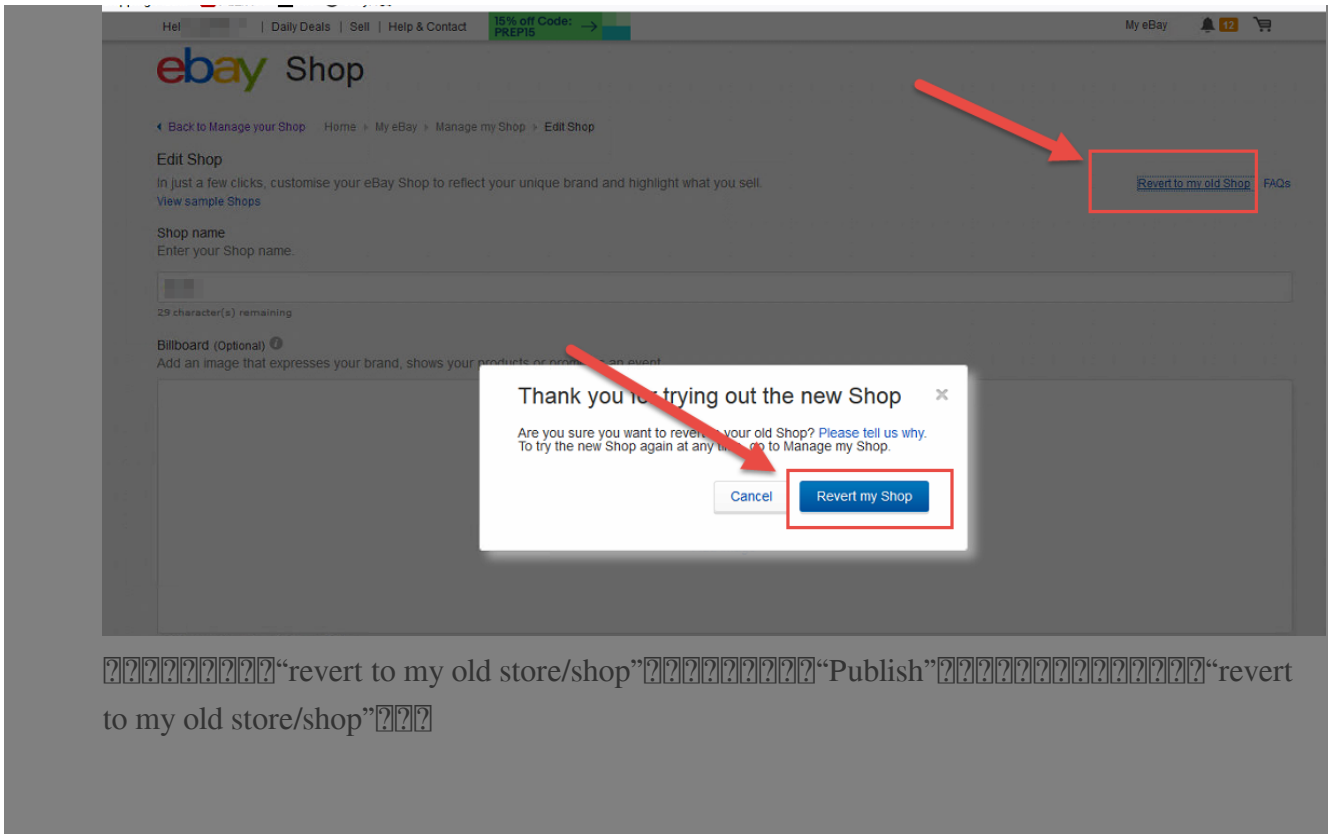 Hel | Daily Deals | Sell | Help & Contact
15% off Code:
PREP15
My eBay
12
ebay Shop
Back to Manage your Shop Home > My eBay > Manage my Shop > Edit Shop
Edit Shop
In just a few clicks, customise your eBay Shop to reflect your unique brand and highlight what you sell.
Revert to my old Shop FAQs
View sample Shops
Shop name
Enter your Shop name.
29 character(s) remaining
Billboard (Optional)
Add an image that expresses your brand, shows your products or an event
Thank you for trying out the new Shop
Are you sure you want to revert your old Shop? Please tell us why.
To try the new Shop again at any time, go to Manage my Shop.
Cancel Revert my Shop
“revert to my old store/shop” “Publish” “revert
to my old store/shop”